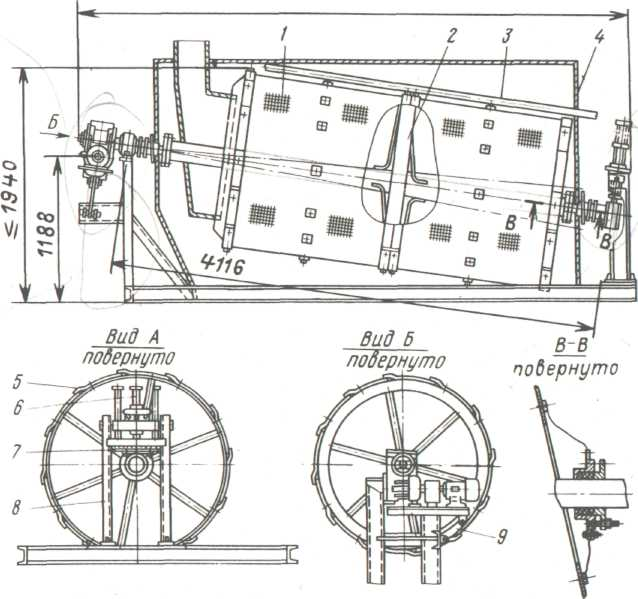 1
2
3
4
Б
≤1940
1188
4116
В
В
Вид А
повернуто
Вид Б
повернуто
В-В
повернуто
5
6
7
8
9